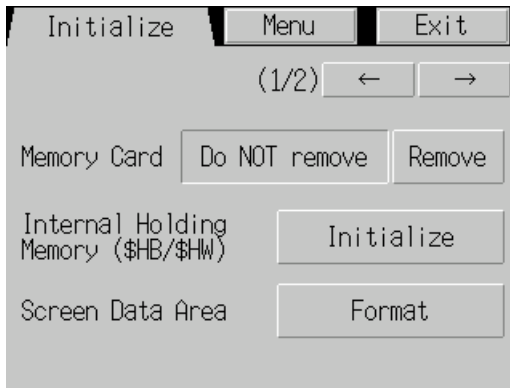 Initialize Menu Exit
(1/2) ← →
Memory Card Do NOT remove Remove
Internal Holding
Memory ($HB/$HW) Initialize
Screen Data Area Format